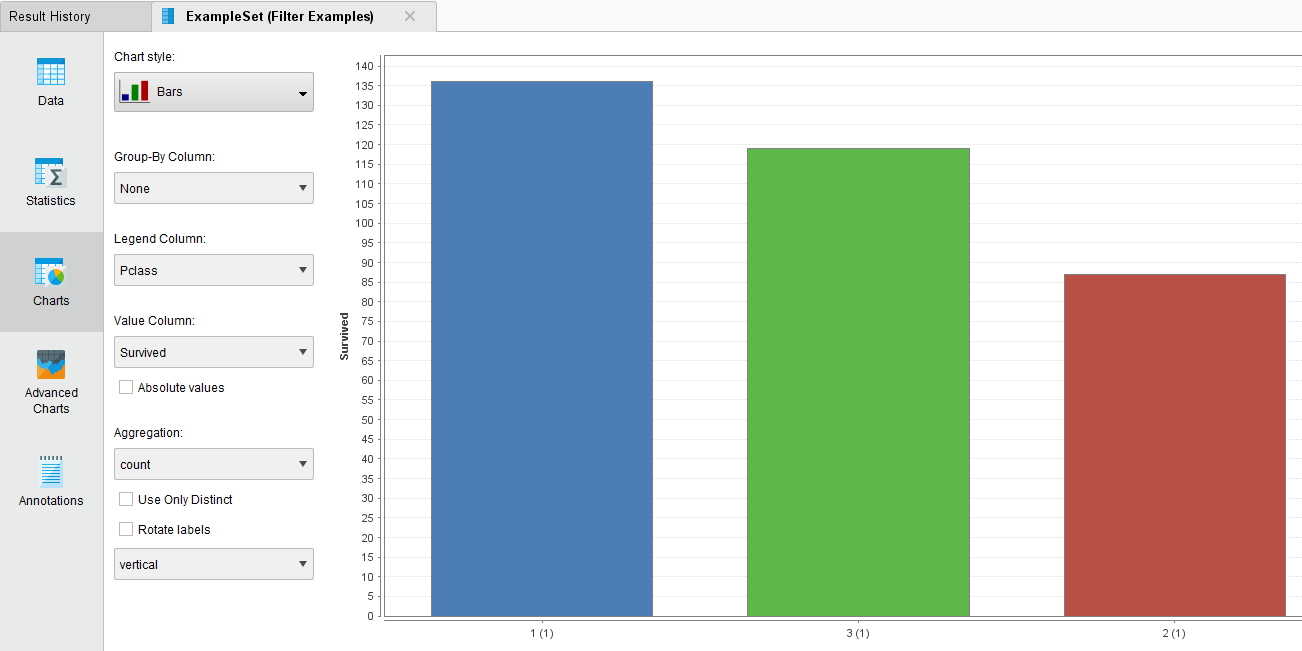 Result History
ExampleSet (Filter Examples)
Data
Statistics
Charts
Advanced
Charts
Annotations
Chart style:
Bars
Group-By Column:
None
Legend Column:
Pclass
Value Column:
Survived
Absolute values
Aggregation:
count
Use Only Distinct
Rotate labels
vertical
Survived
140
135
130
125
120
115
110
105
100
95
90
85
80
75
70
65
60
55
50
45
40
35
30
25
20
15
10
5
0
1 (1)
3 (1)
2 (1)